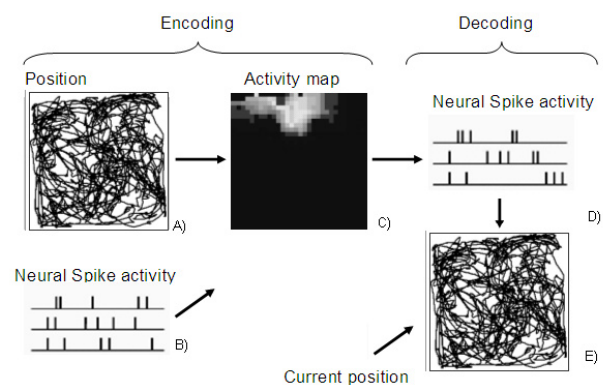 Encoding
Decoding
Position
Activity map
Neural Spike activity
A)
C)
D)
Neural Spike activity
B)
E)
Current position